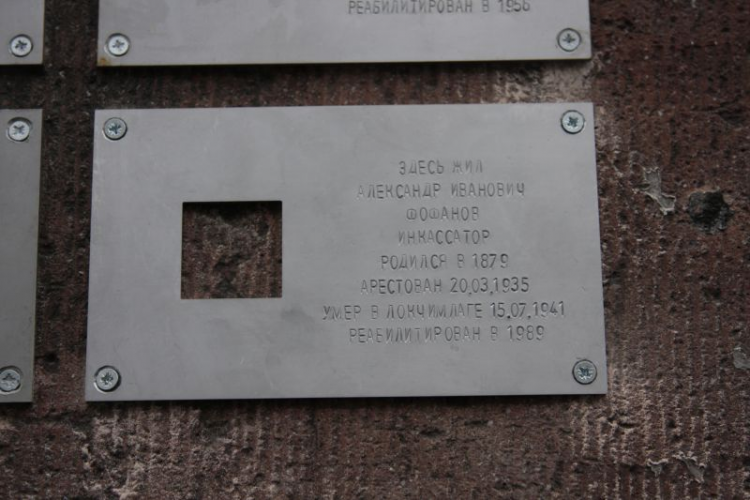 РЕАБИЛИТИРОВАН В 1956
ЗДЕСЬ ЖИЛ
АЛЕКСАНДР ИВАНОВИЧ
ФОФАНОВ
ИНКАССАТОР
РОДИЛСЯ В 1879
АРЕСТОВАН 20.03.1935
УМЕР В ЛОКЧИМЛАГЕ 15.07.1941
РЕАБИЛИТИРОВАН В 1989